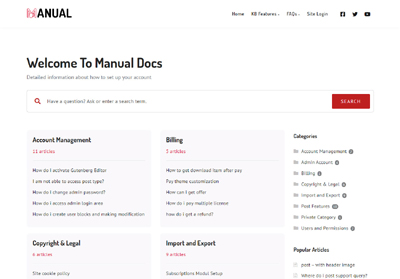 MANUAL
Home KB Features FAQs Site Login
Welcome To Manual Docs
Detailed information about how to set up your account
Have a question? Ask or enter a search term.
SEARCH
Account Management
11 articles
How do I activate Gutenberg Editor
I am not able to access post type?
How do I change admin password?
How do I access admin login area
How do I create user blocks and making modification
Billing
5 articles
How to get download item after pay
Pay theme customization
How can I get offer
How do I pay multiple license
how do I get a refund?
Categories
Account Management
Admin Account
Billing
Copyright & Legal
Import and Export
Post Features
Private Category
Users and Permissions
Copyright & Legal
6 articles
Site cookie policy
Import and Export
4 articles
Subscriptions Modul Setup
Popular Articles
post – with header image
Where do I post support query?